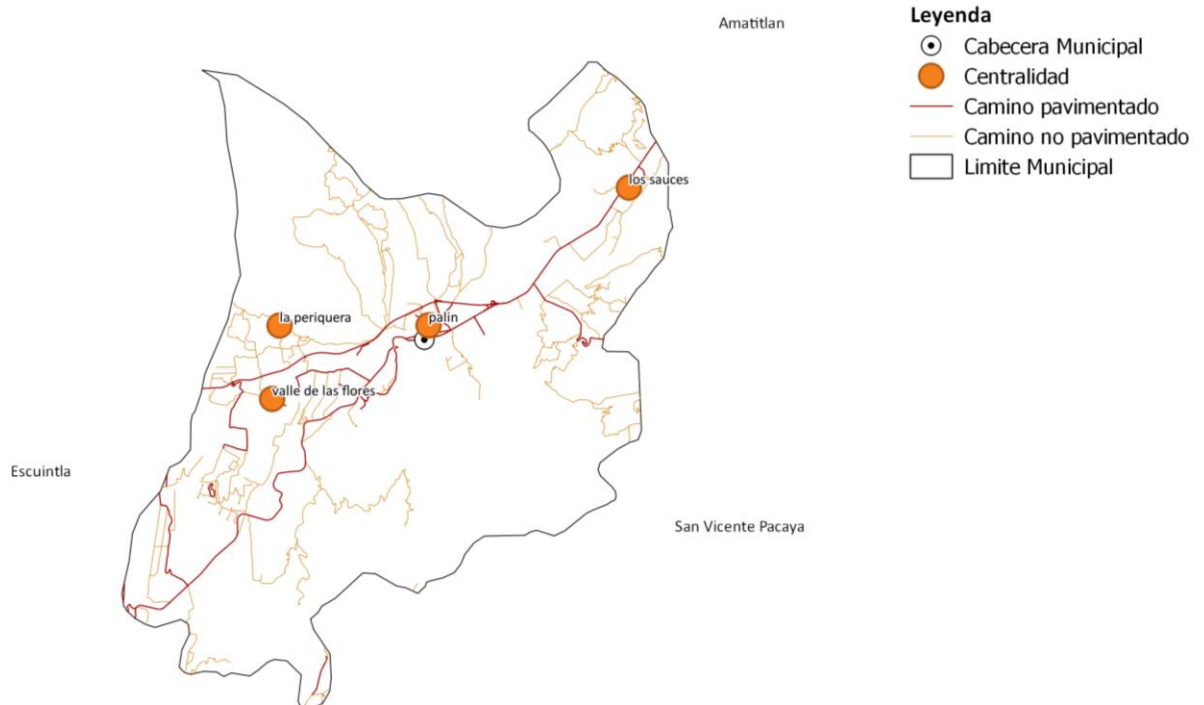 Amatitlan
Leyenda
Cabecera Municipal
Centralidad
Camino pavimentado
Camino no pavimentado
Limite Municipal
los sauces
la periquera
palin
valle de las flores
Escuintla
San Vicente Pacaya